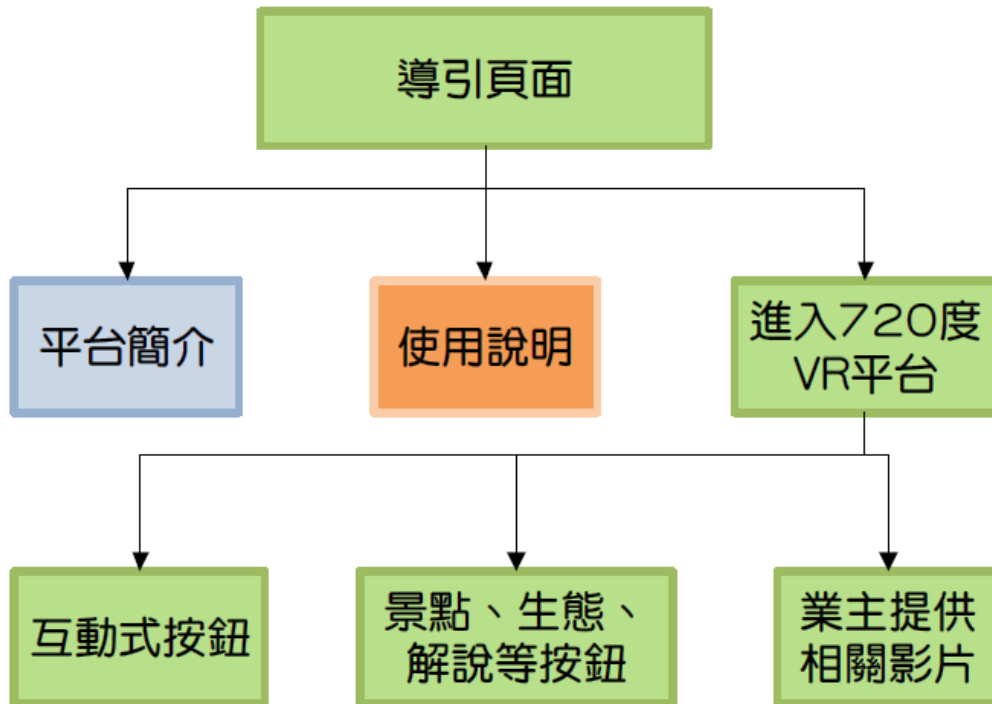 導引頁面
平台簡介
使用說明
進入720度
VR平台
互動式按鈕
景點、生態、
解說等按鈕
業主提供
相關影片